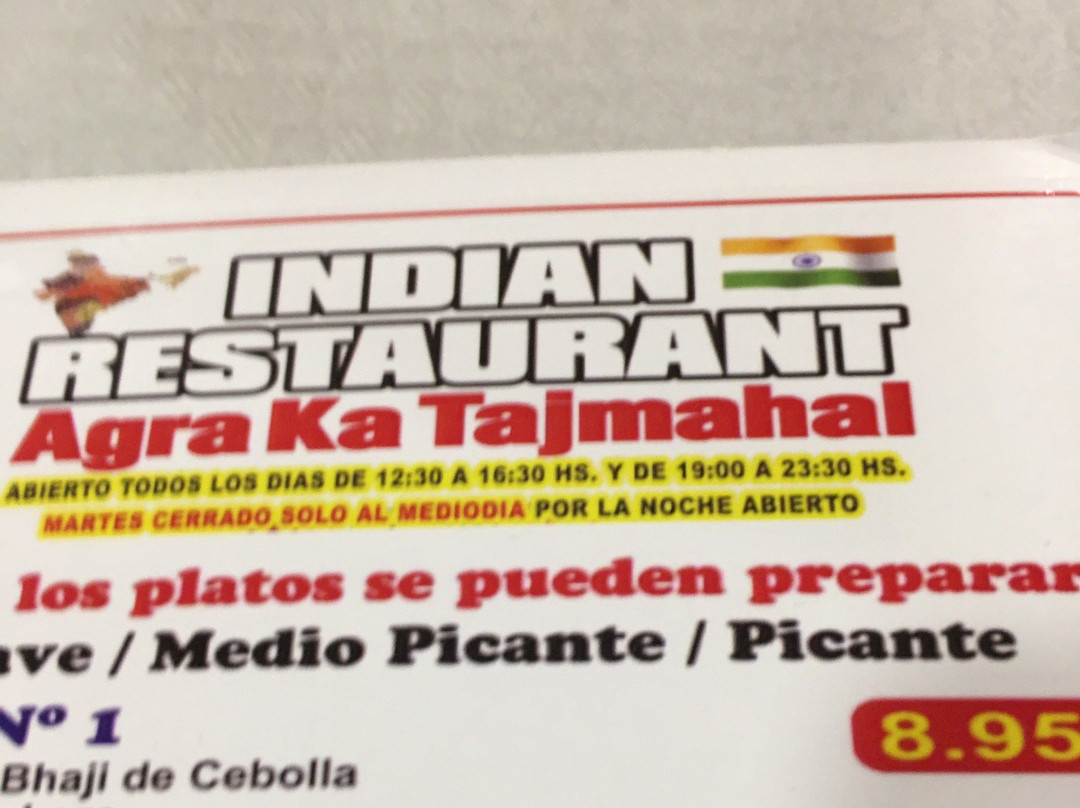 INDIAN
RESTAURANT
Agra Ka Tajmahal
ABIERTO TODOS LOS DIAS DE 12:30 A 16:30 HS. Y DE 19:00 A 23:30 HS.
MARTES CERRADO SOLO AL MEDIODIA POR LA NOCHE ABIERTO
los platos se pueden preparar
/ Medio Picante / Picante
Nº 1
8.95
Bhaji de Cebolla